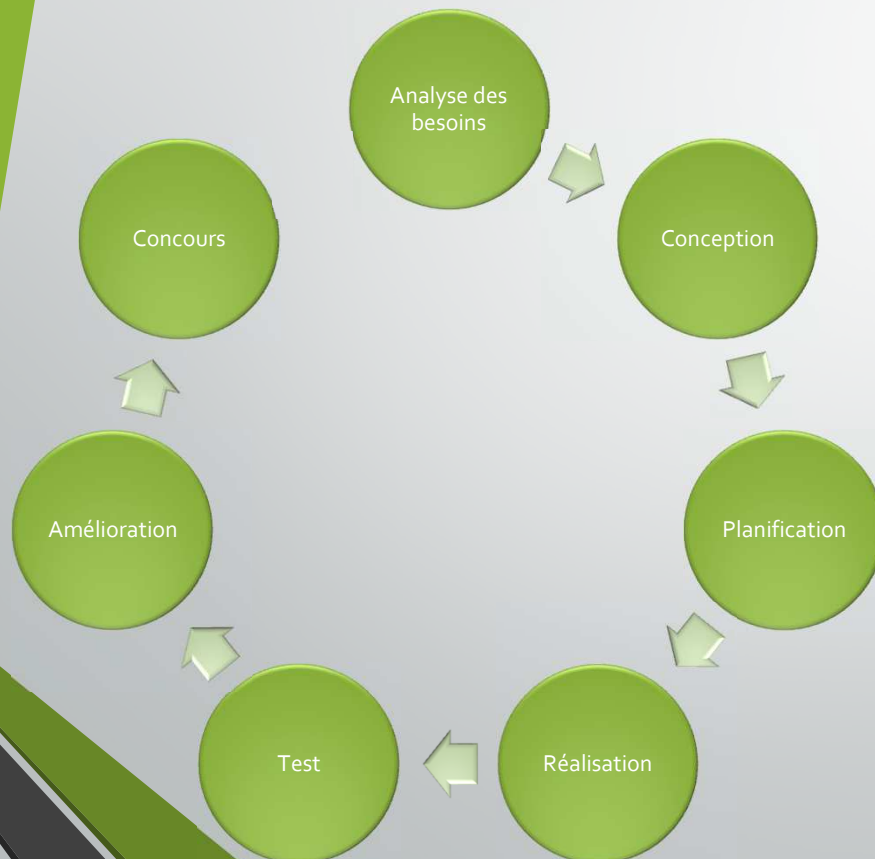 Analyse des
besoins
Conception
Planification
Réalisation
Test
Amélioration
Concours